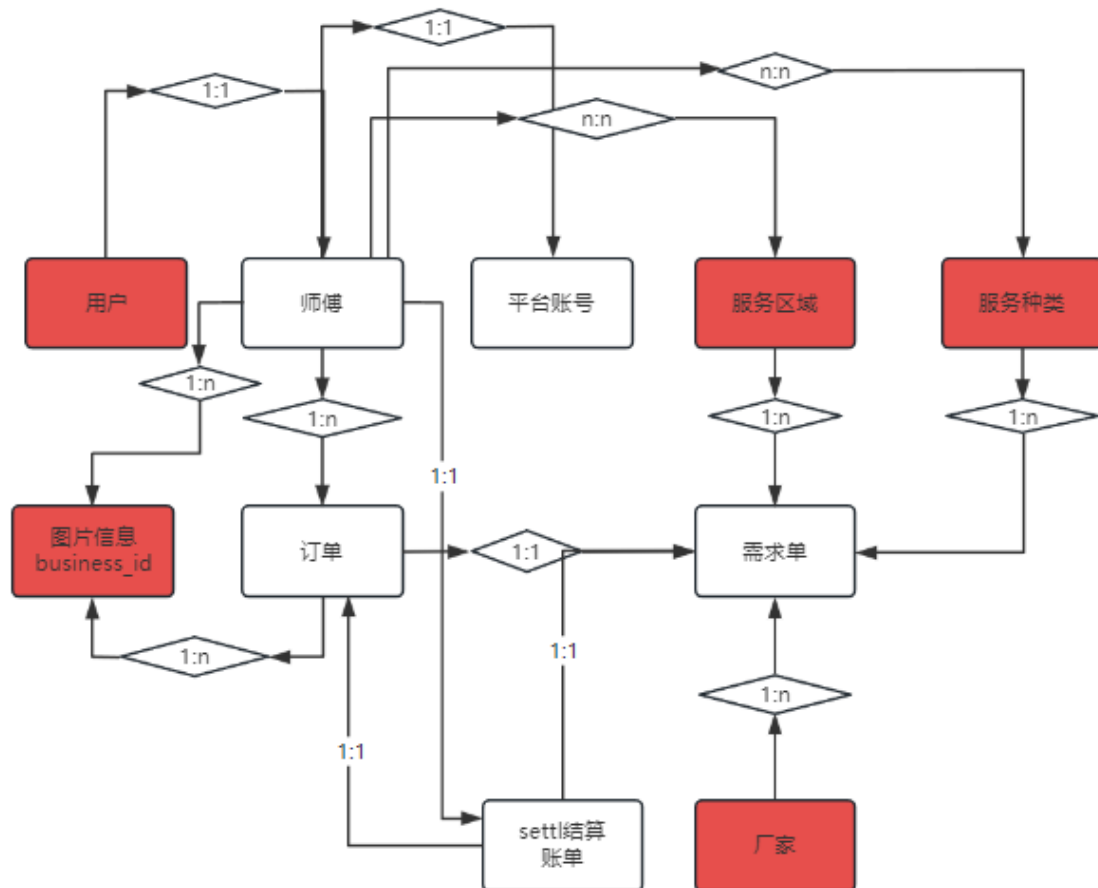 1:1
n:n
1:1
n:n
用户
师傅
平台账号
服务区域
服务种类
1:n
1:n
1:n
1:n
1:1
图片信息
business_id
订单
1:1
需求单
1:n
1:1
1:n
1:1
settl结算
账单
厂家